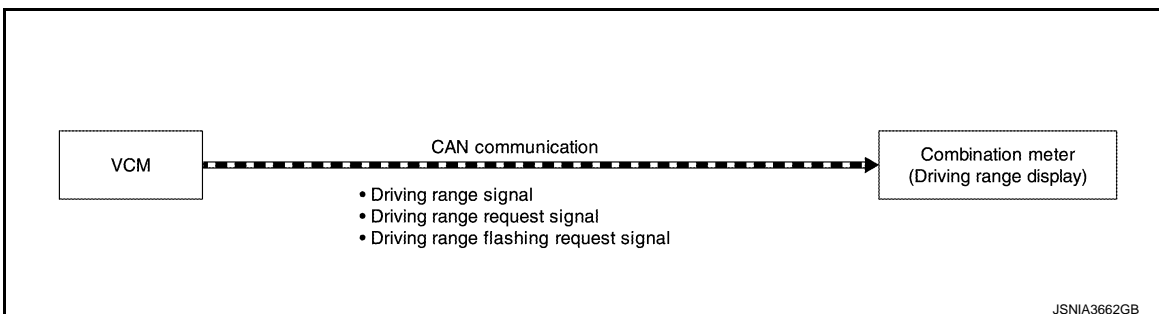 VCM
CAN communication
• Driving range signal
• Driving range request signal
• Driving range flashing request signal
Combination meter
(Driving range display)
JSNIA3662GB